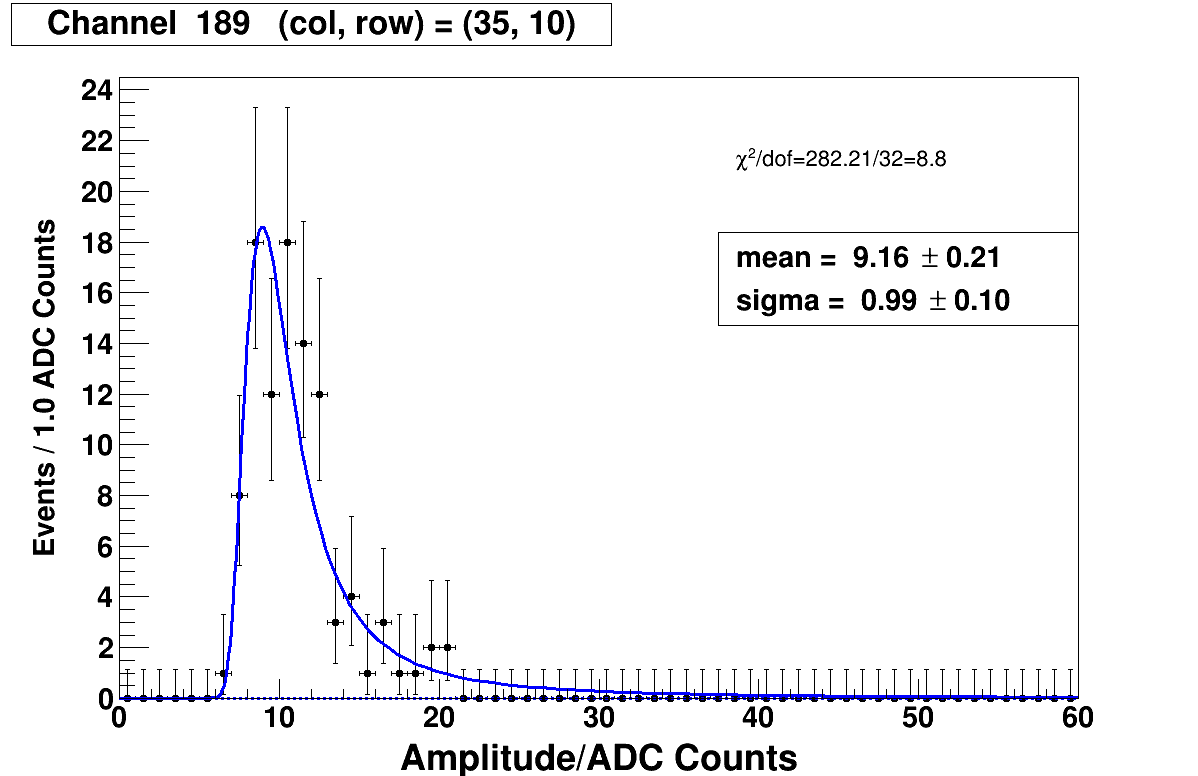 Channel 189 (col, row) = (35, 10)
24
22
20
18
16
14
12
10
8
6
4
2
0
Events / 1.0 ADC Counts
χ²/dof=282.21/32=8.8
mean = 9.16 ± 0.21
sigma = 0.99 ± 0.10
0 10 20 30 40 50 60
Amplitude/ADC Counts